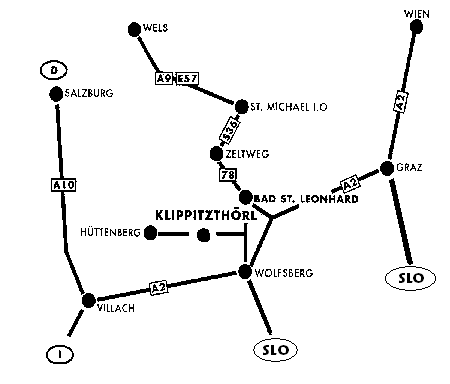 WIEN
WELS
D
A9 E57
SALZBURG
A2
ST. MICHAEL I.O
S36
ZELTWEG
GRAZ
78
A10
A2
BAD ST. LEONHARD
KLIPPITZTHÖRL
HÜTTENBERG
WOLFSBERG
SLO
A2
VILLACH
SLO
I